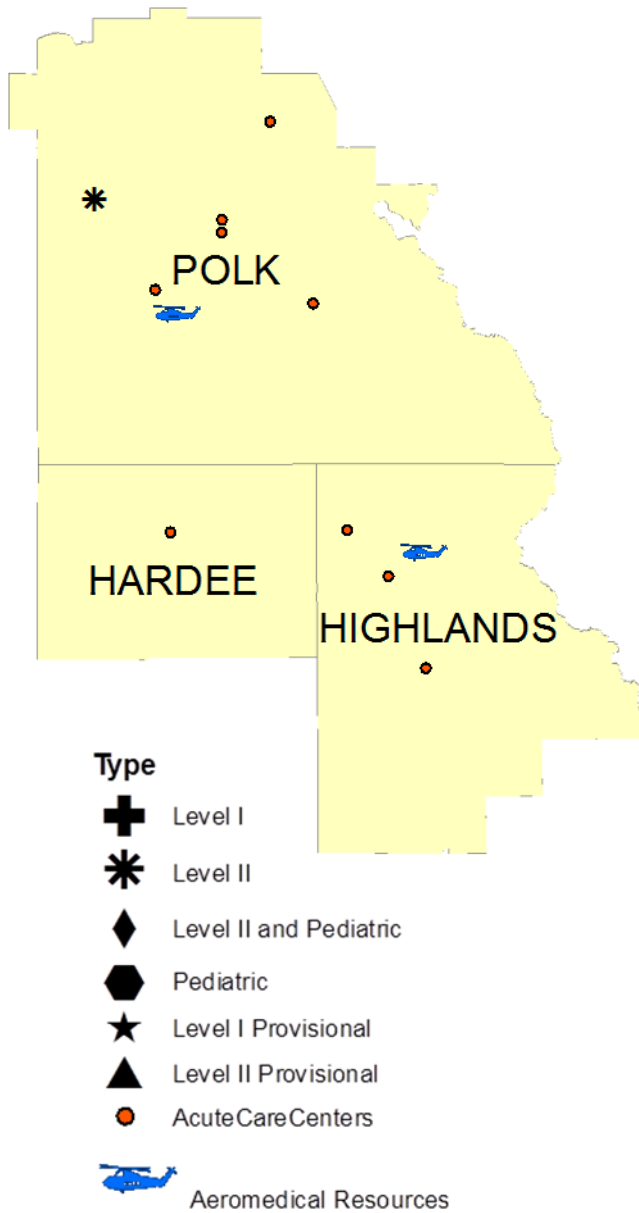 POLK
HARDEE
HIGHLANDS
Type
Level I
Level II
Level II and Pediatric
Pediatric
Level I Provisional
Level II Provisional
AcuteCareCenters
Aeromedical Resources